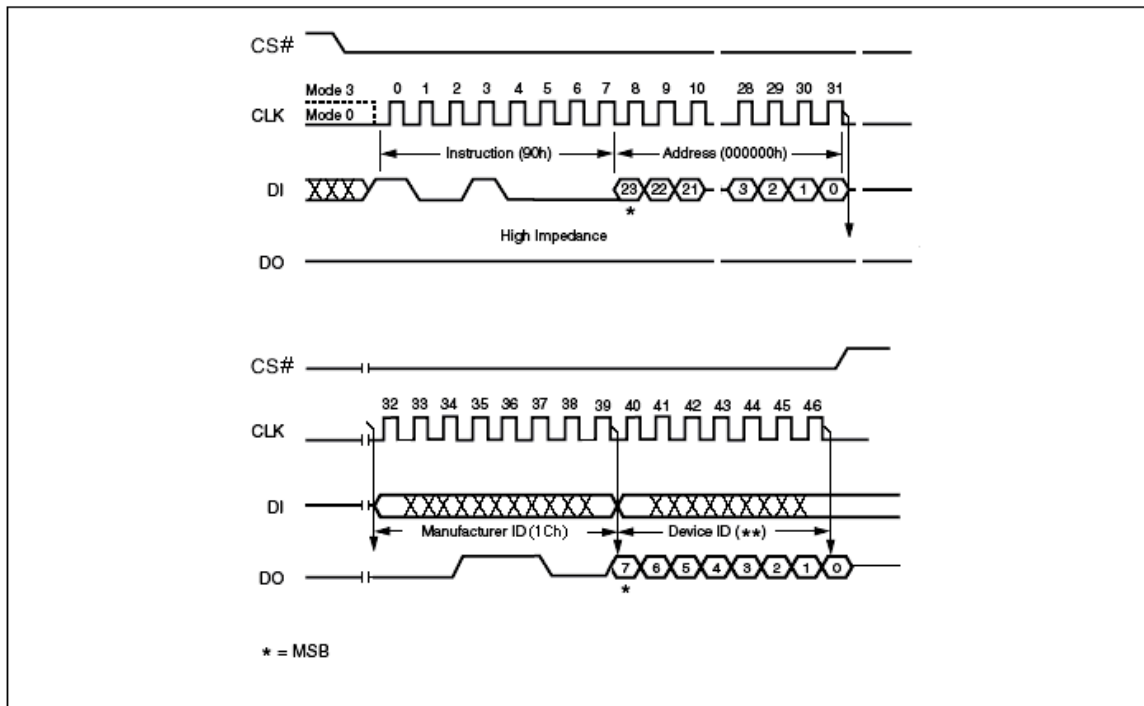 CS#
Mode 3 0 1 2 3 4 5 6 7 8 9 10 28 29 30 31
CLK Mode 0
Instruction (90h) Address (000000h)
DI 23 22 21 3 2 1 0
*
High Impedance
DO
CS#
32 33 34 35 36 37 38 39 40 41 42 43 44 45 46
CLK
DI
Manufacturer ID (1Ch) Device ID (**)
DO 7 6 5 4 3 2 1 0
*
* = MSB